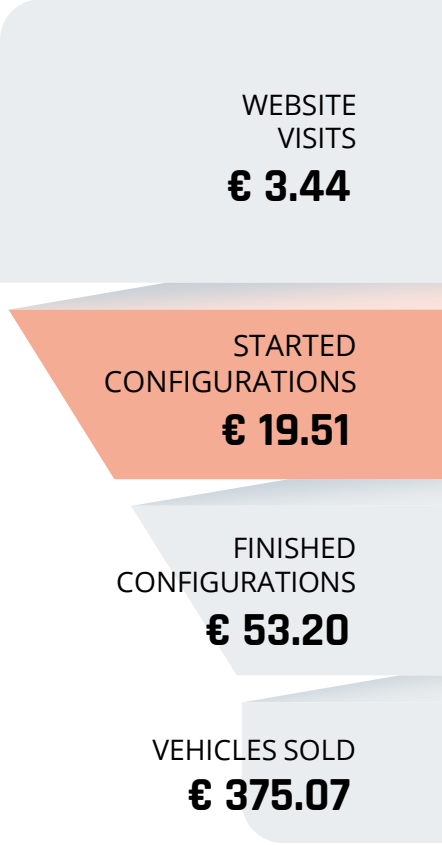 WEBSITE
VISITS
€ 3.44
STARTED
CONFIGURATIONS
€ 19.51
FINISHED
CONFIGURATIONS
€ 53.20
VEHICLES SOLD
€ 375.07